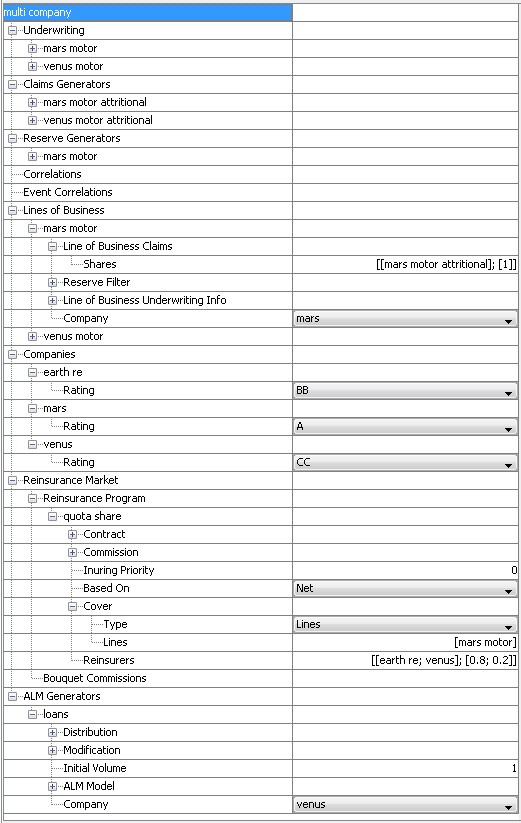 multi company
Underwriting
mars motor
venus motor
Claims Generators
mars motor attritional
venus motor attritional
Reserve Generators
mars motor
Correlations
Event Correlations
Lines of Business
mars motor
Line of Business Claims
Shares [[mars motor attritional]; [1]]
Reserve Filter
Line of Business Underwriting Info
Company mars
venus motor
Companies
earth re
Rating BB
mars
Rating A
venus
Rating CC
Reinsurance Market
Reinsurance Program
quota share
Contract
Commission
Inuring Priority 0
Based On Net
Cover
Type Lines
Lines [mars motor]
Reinsurers [[earth re; venus]; [0.8; 0.2]]
Bouquet Commissions
ALM Generators
loans
Distribution
Modification
Initial Volume 1
ALM Model
Company venus